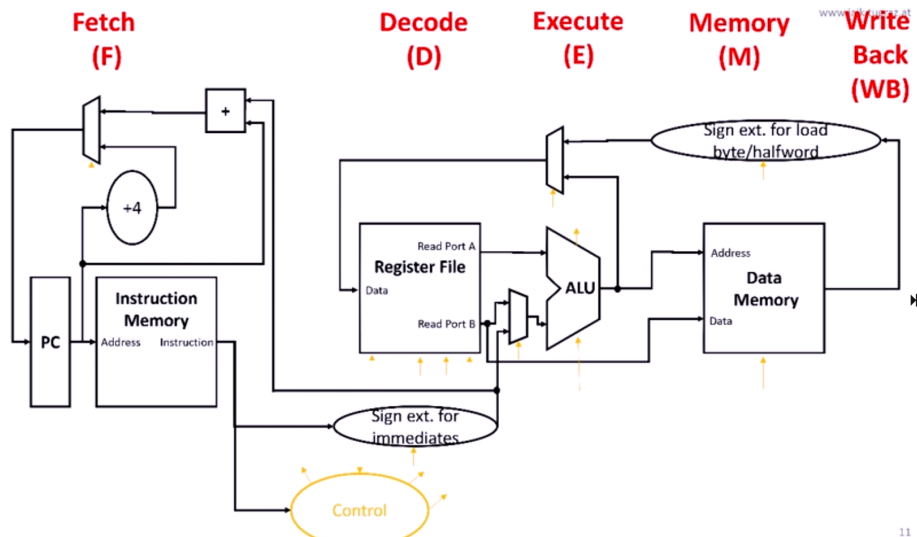 Fetch
(F)
Decode
(D)
Execute
(E)
Memory
(M)
Write
Back
(WB)
+
Sign ext. for load
byte/halfword
+4
Read Port A
Register File
Data
Read Port B
ALU
Address
Data
Memory
Data
PC
Instruction
Memory
Address
Instruction
Sign ext. for
immediates
Control
11